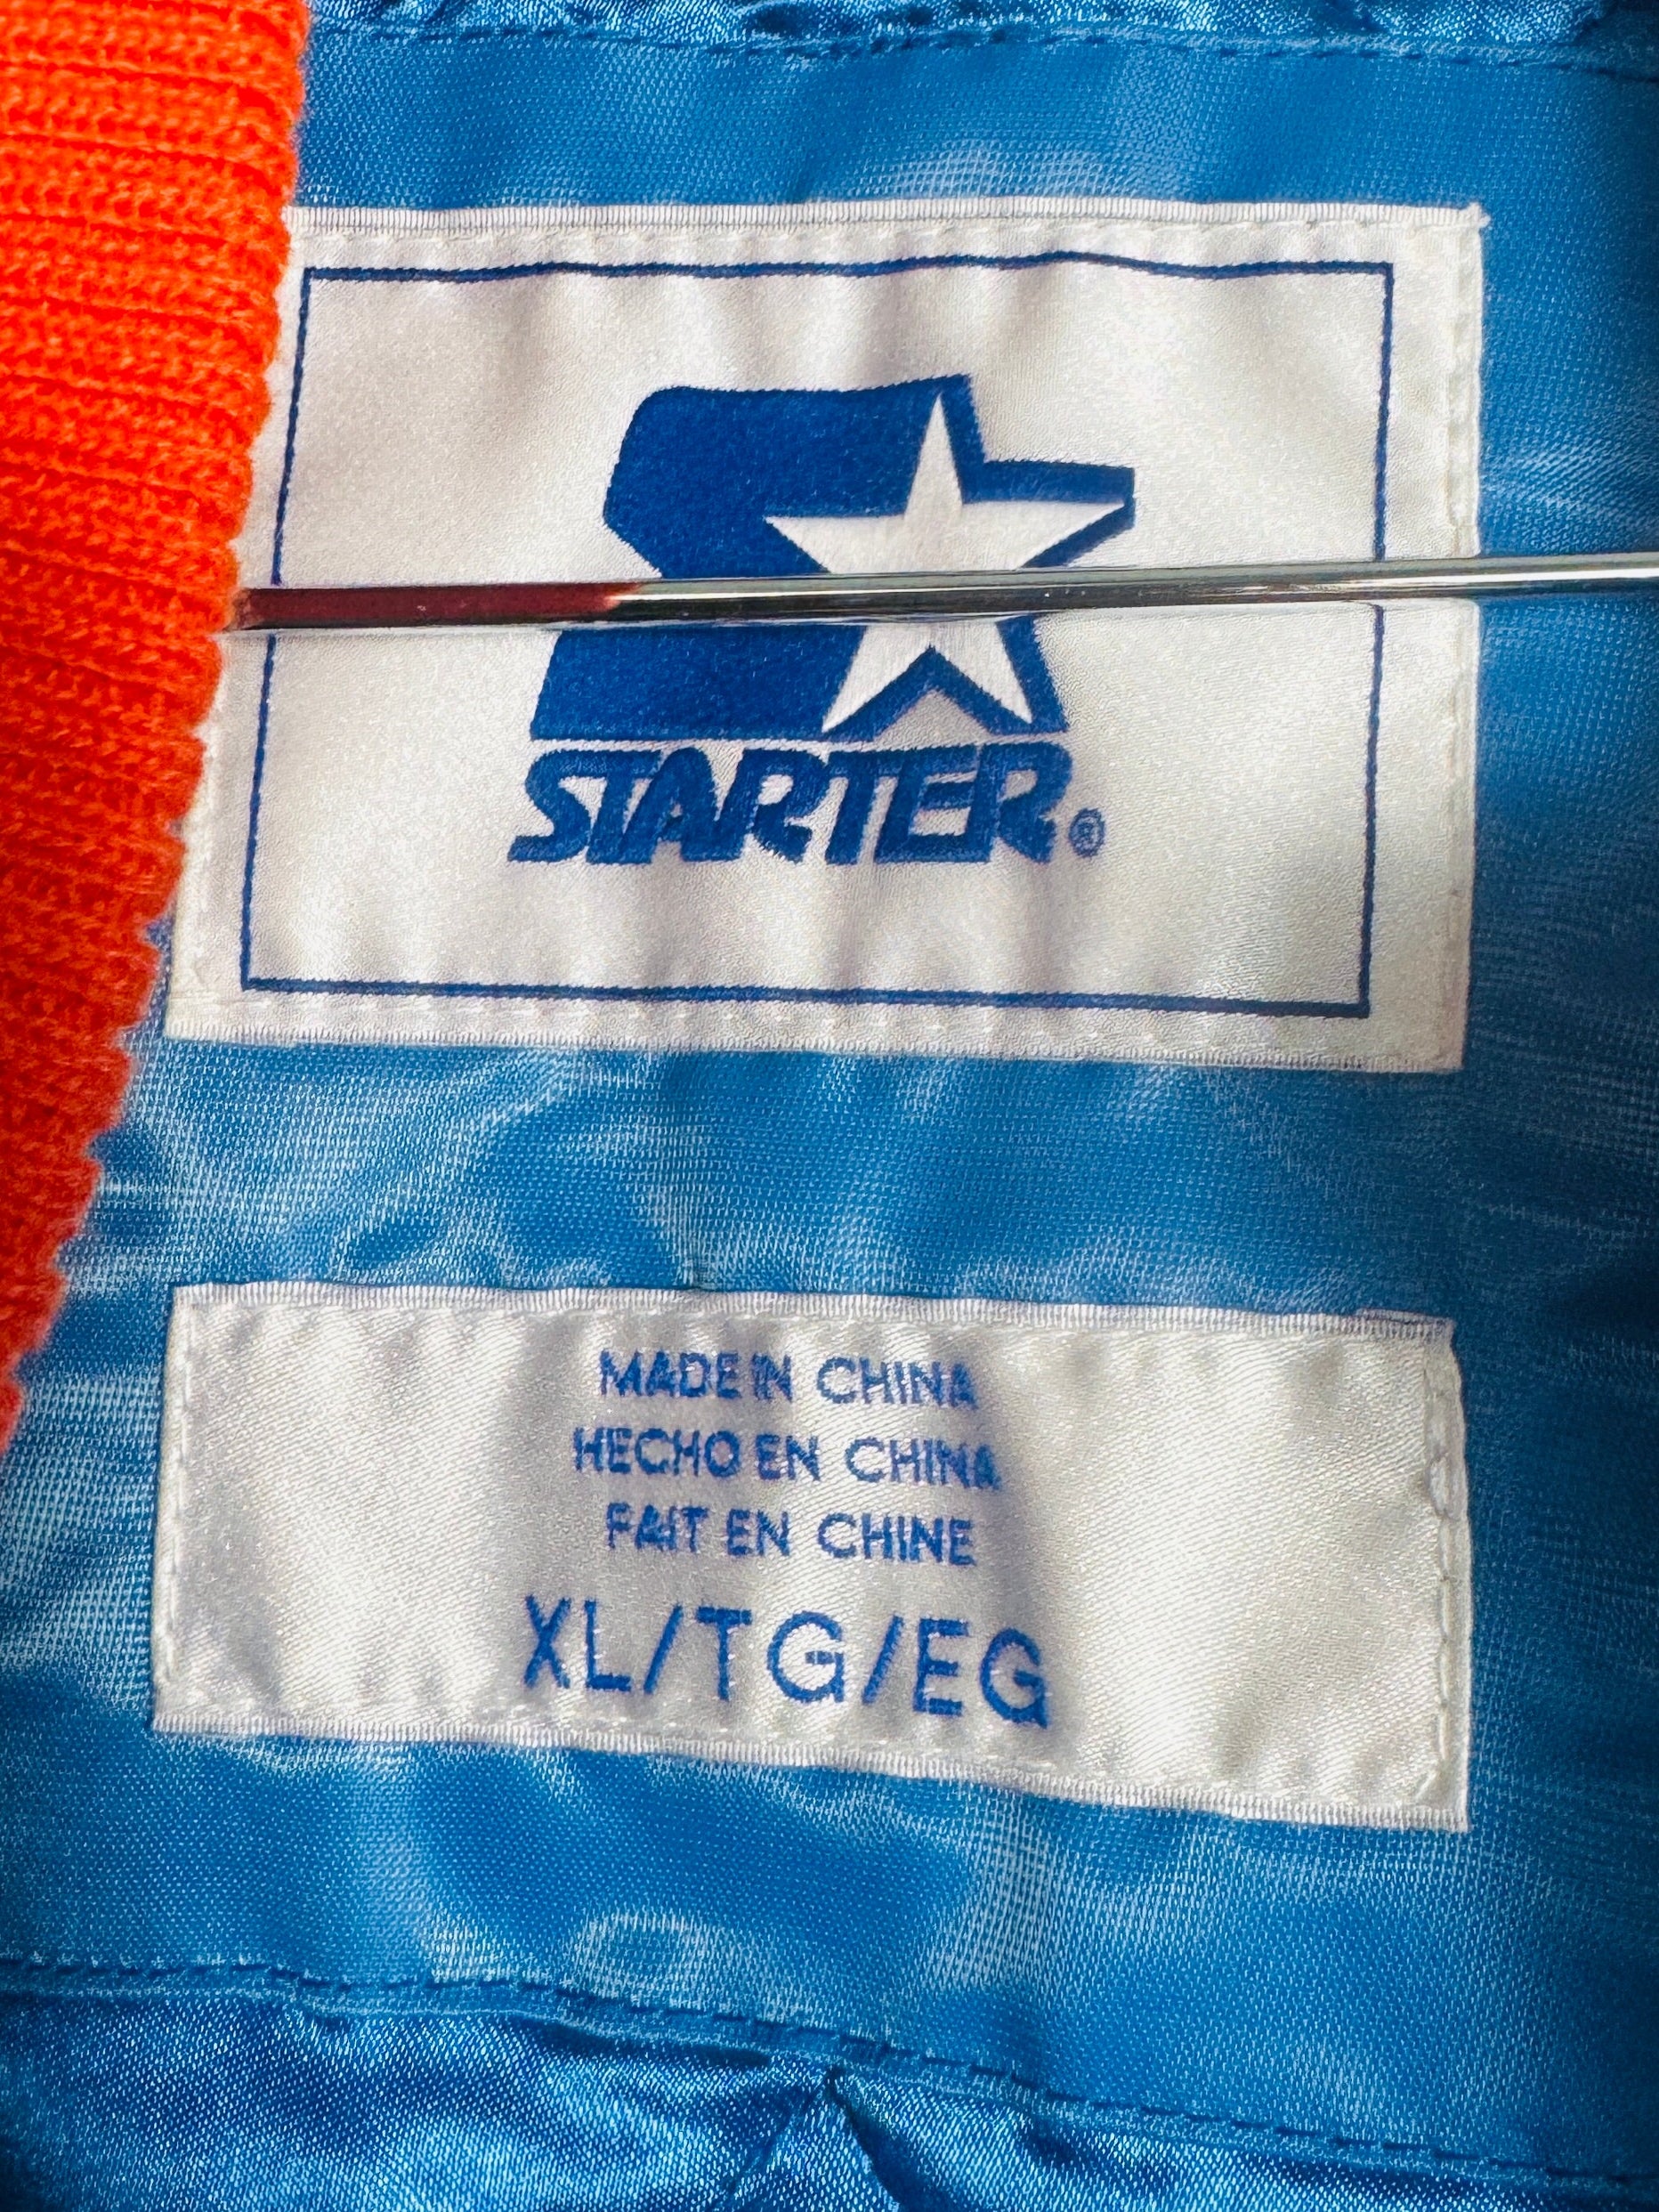 STARTER®
MADE IN CHINA
HECHO EN CHINA
FAIT EN CHINE
XL/TG/EG